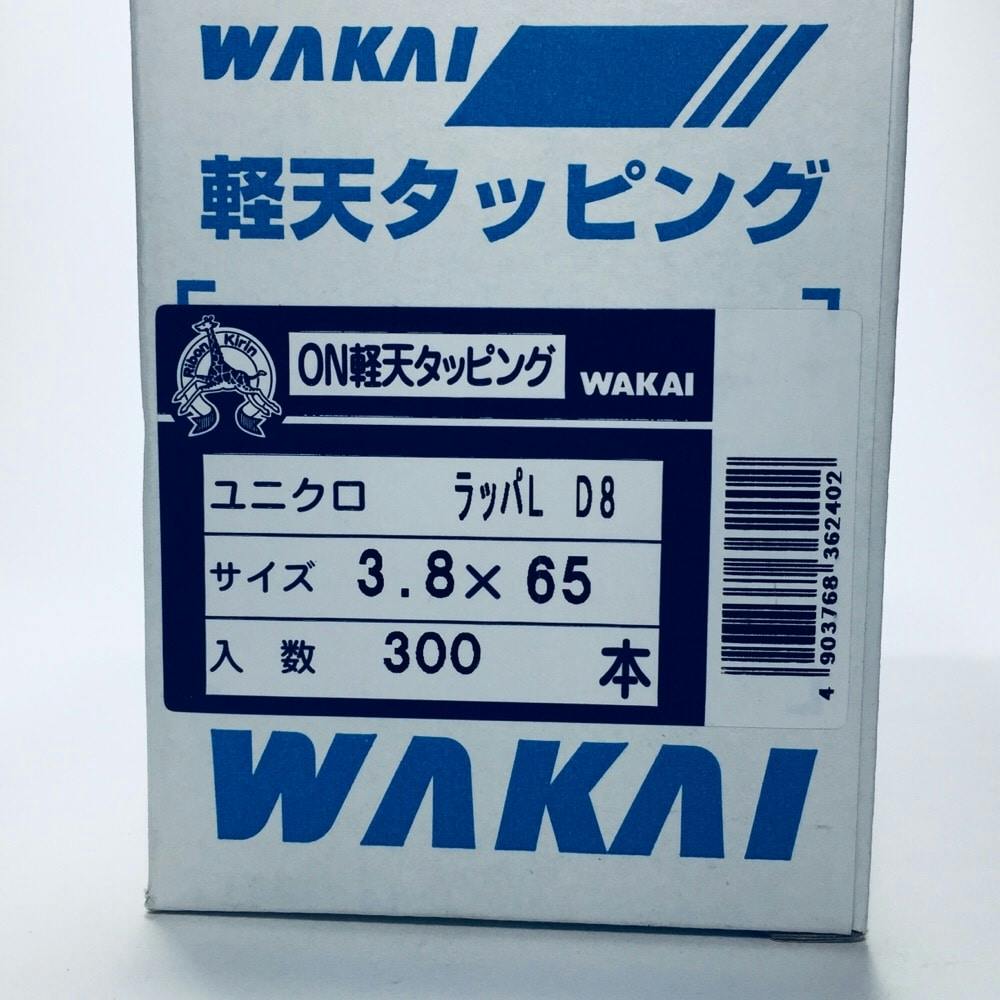 WAKAI
軽天タッピング
Ribon Kirin
ON軽天タッピング
WAKAI
ユニクロ ラッパL D8
サイズ 3.8×65
入数 300 本
4 903768 362402
WAKAI